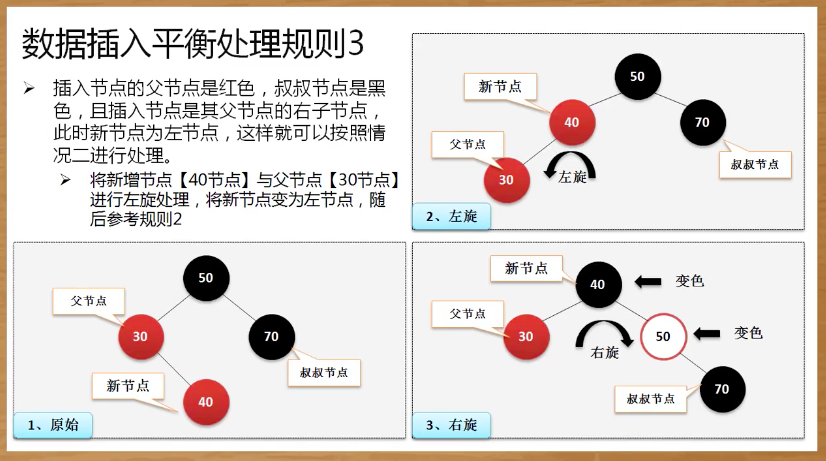 数据插入平衡处理规则3
插入节点的父节点是红色，叔叔节点是黑
色，且插入节点是其父节点的右子节点，
此时新节点为左节点，这样就可以按照情
况二进行处理。
将新增节点【40节点】与父节点【30节点】
进行左旋处理，将新节点变为左节点，随
后参考规则2
50
新节点
40
70
父节点
叔叔节点
30
左旋
2、左旋
50
父节点
30
70
叔叔节点
新节点
40
1、原始
新节点
40
变色
父节点
30
50
变色
右旋
叔叔节点
70
3、右旋